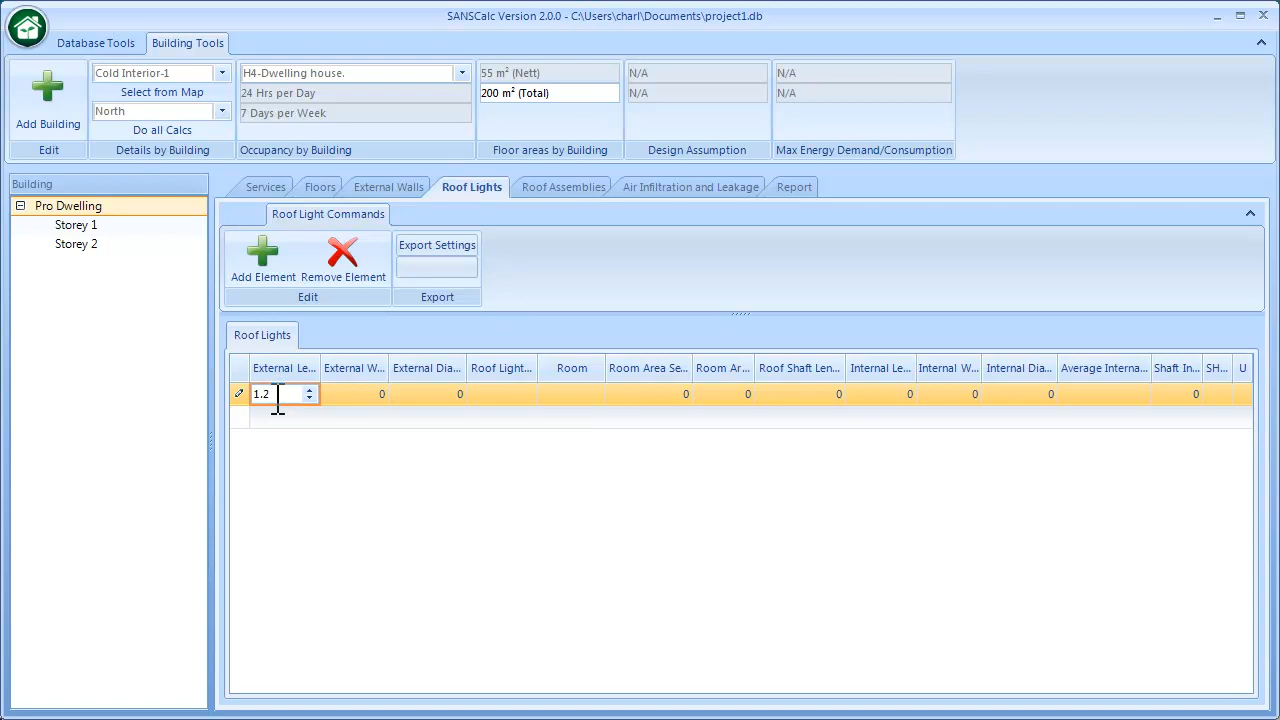 SANSCalc Version 2.0.0 - C:\Users\charl\Documents\project1.db
Database Tools
Building Tools
Add Building
Edit
Cold Interior-1
Select from Map
North
Do all Calcs
Details by Building
H4-Dwelling house.
24 Hrs per Day
7 Days per Week
Occupancy by Building
55 m² (Nett)
200 m² (Total)
Floor areas by Building
N/A
N/A
Design Assumption
N/A
N/A
Max Energy Demand/Consumption
Building
Pro Dwelling
Storey 1
Storey 2
Services
Floors
External Walls
Roof Lights
Roof Assemblies
Air Infiltration and Leakage
Report
Roof Light Commands
Add Element
Remove Element
Edit
Export Settings
Export
Roof Lights
External Le... External W... External Dia... Roof Light... Room Room Area Se... Room Ar... Roof Shaft Len... Internal Le... Internal W... Internal Dia... Average Interna... Shaft In... SH... U
1.2 0 0 0 0 0 0 0 0 0